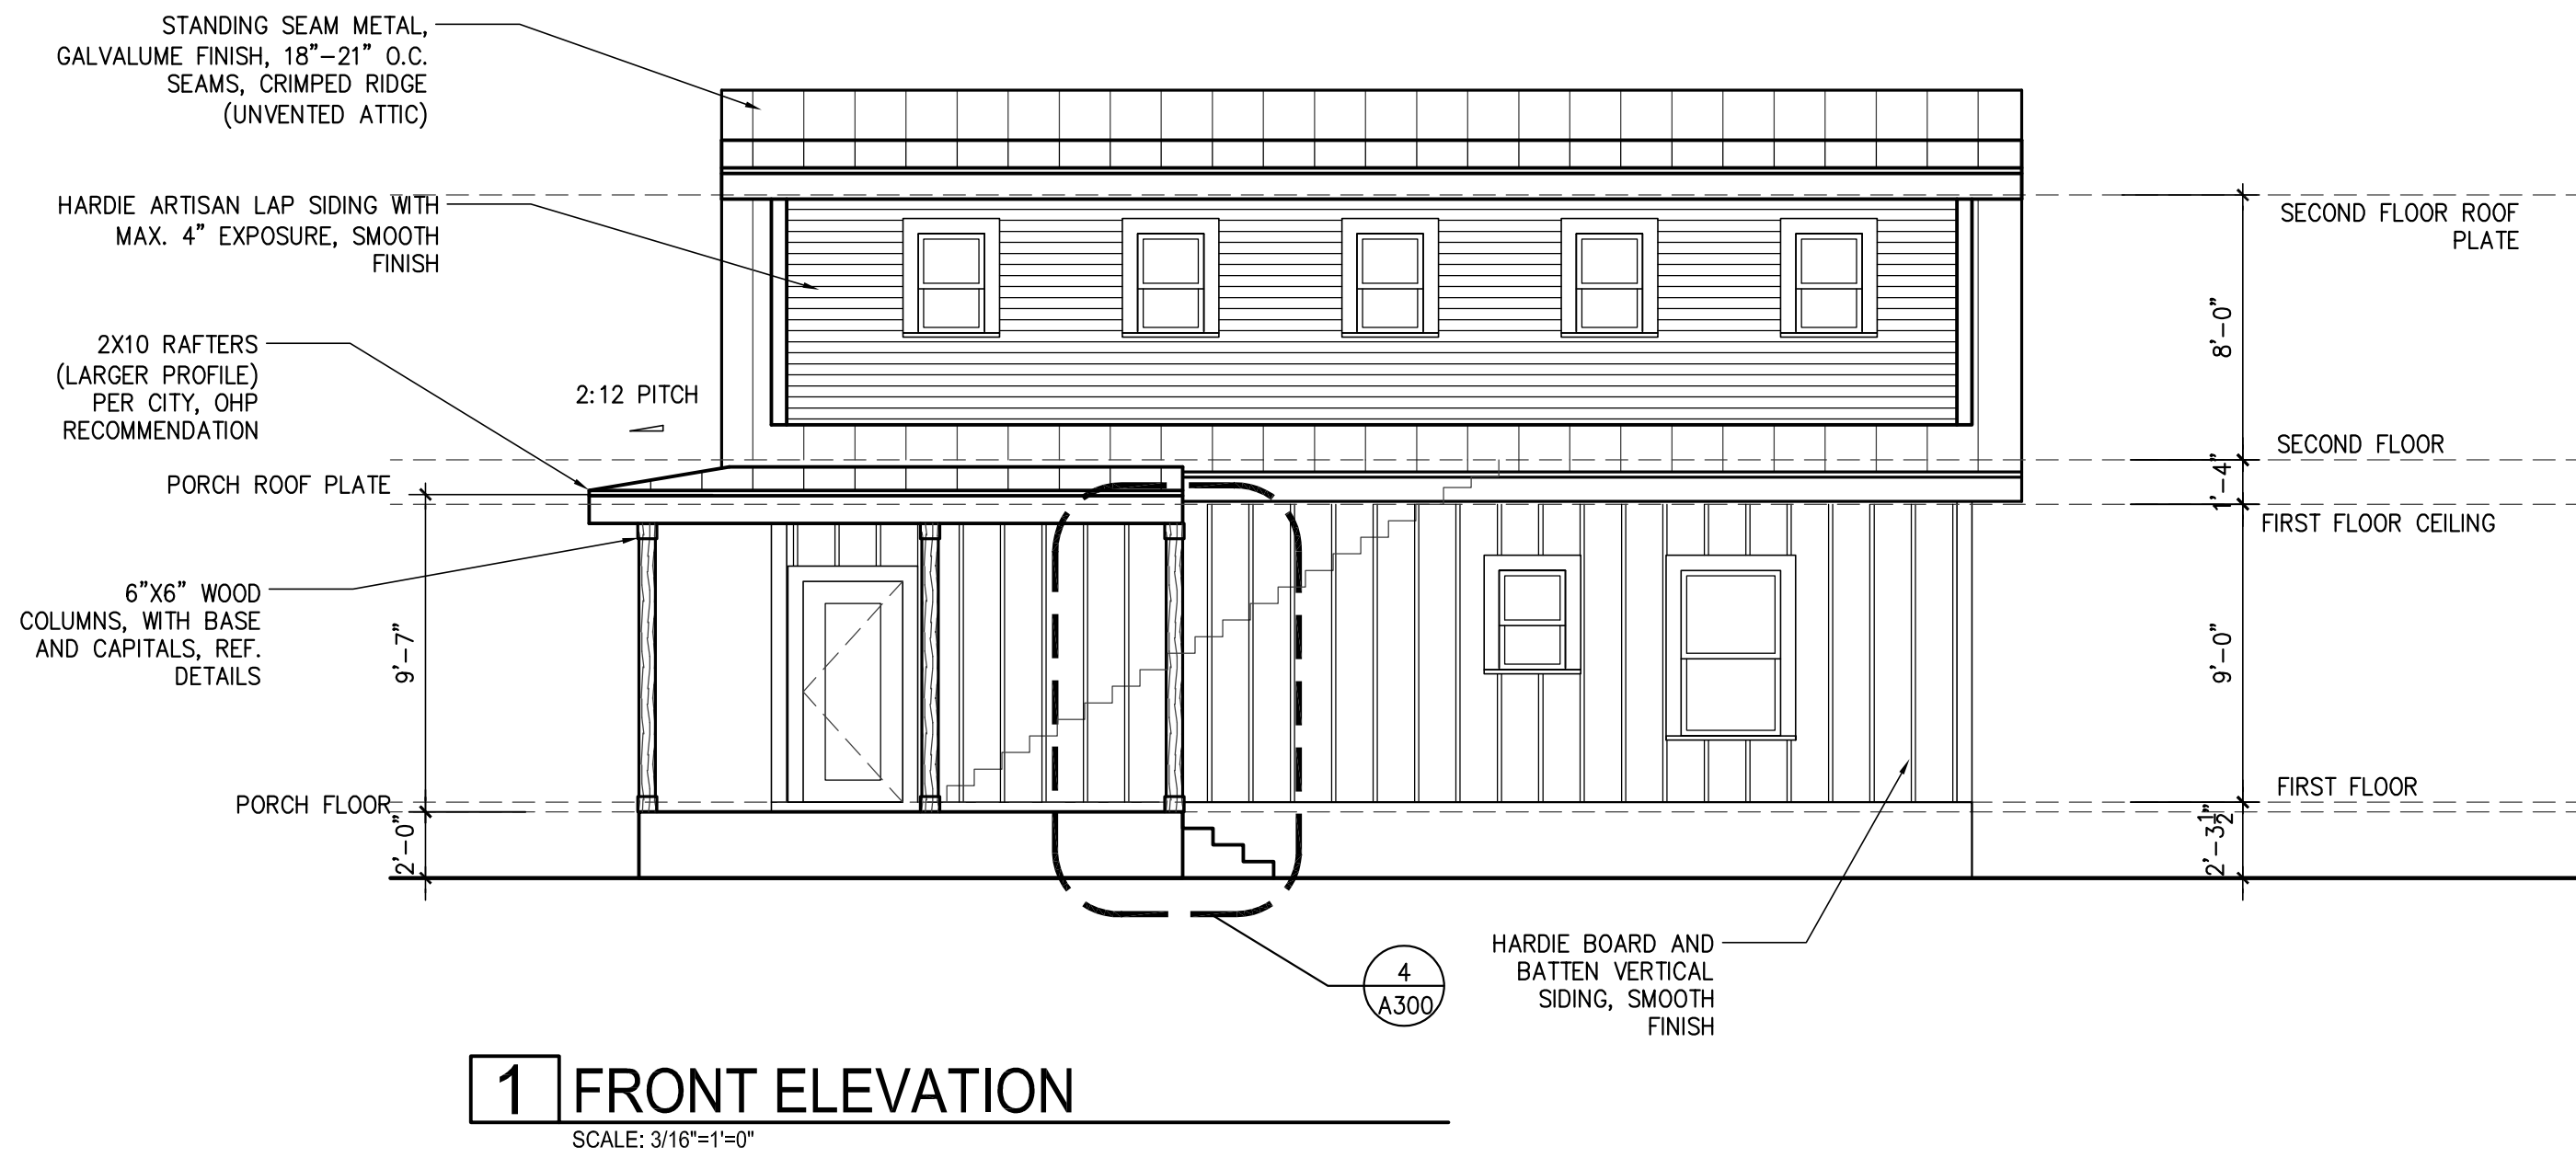 STANDING SEAM METAL,
GALVALUME FINISH, 18"-21" O.C.
SEAMS, CRIMPED RIDGE
(UNVENTED ATTIC)
HARDIE ARTISAN LAP SIDING WITH
MAX. 4" EXPOSURE, SMOOTH
FINISH
2X10 RAFTERS
(LARGER PROFILE)
PER CITY, OHP
RECOMMENDATION
2:12 PITCH
PORCH ROOF PLATE
6"X6" WOOD
COLUMNS, WITH BASE
AND CAPITALS, REF.
DETAILS
9'-7"
PORCH FLOOR
2'-0"
SECOND FLOOR ROOF
PLATE
8'-0"
SECOND FLOOR
1'-4"
FIRST FLOOR CEILING
9'-0"
FIRST FLOOR
2'-3 1/2"
HARDIE BOARD AND
BATTEN VERTICAL
SIDING, SMOOTH
FINISH
4
A300
1 FRONT ELEVATION
SCALE: 3/16"=1'=0"